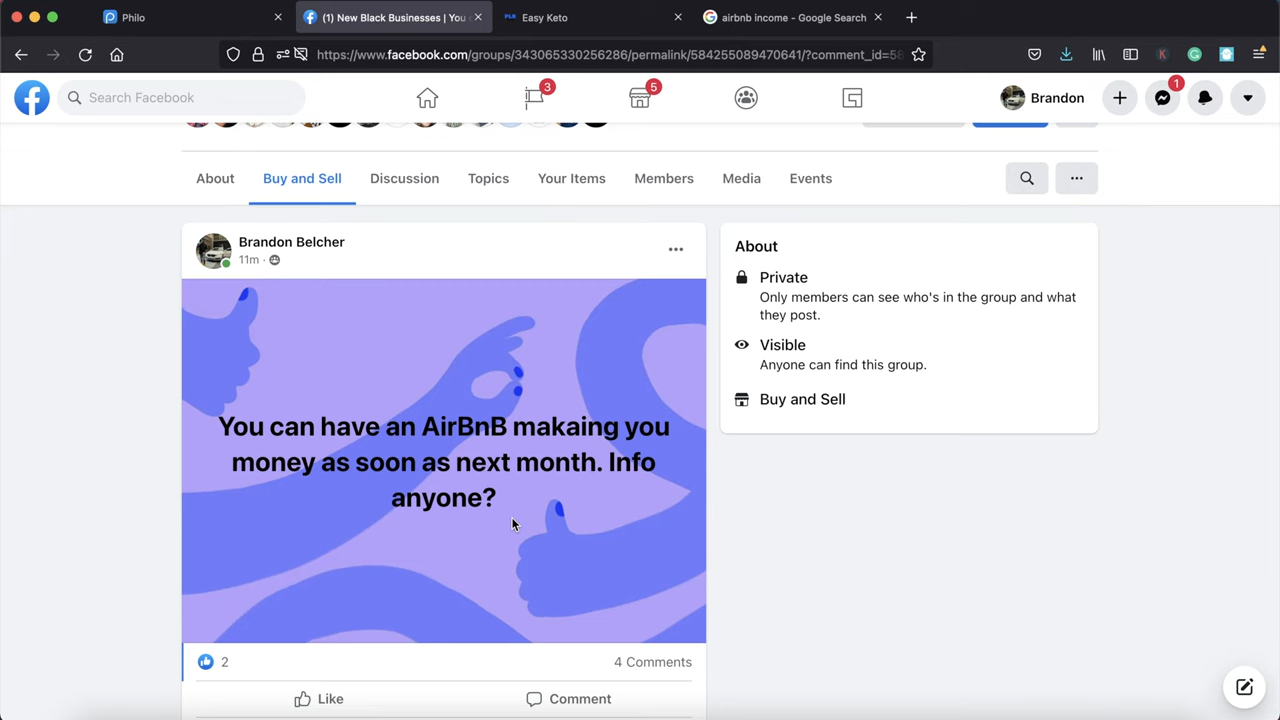 Philo
(1) New Black Businesses | You
Easy Keto
airbnb income - Google Search
https://www.facebook.com/groups/343065330256286/permalink/584255089470641/?comment_id=58
Search Facebook
3
5
Brandon
1
About
Buy and Sell
Discussion
Topics
Your Items
Members
Media
Events
Brandon Belcher
11m
You can have an AirBnB makaing you
money as soon as next month. Info
anyone?
2
4 Comments
Like
Comment
About
Private
Only members can see who's in the group and what
they post.
Visible
Anyone can find this group.
Buy and Sell